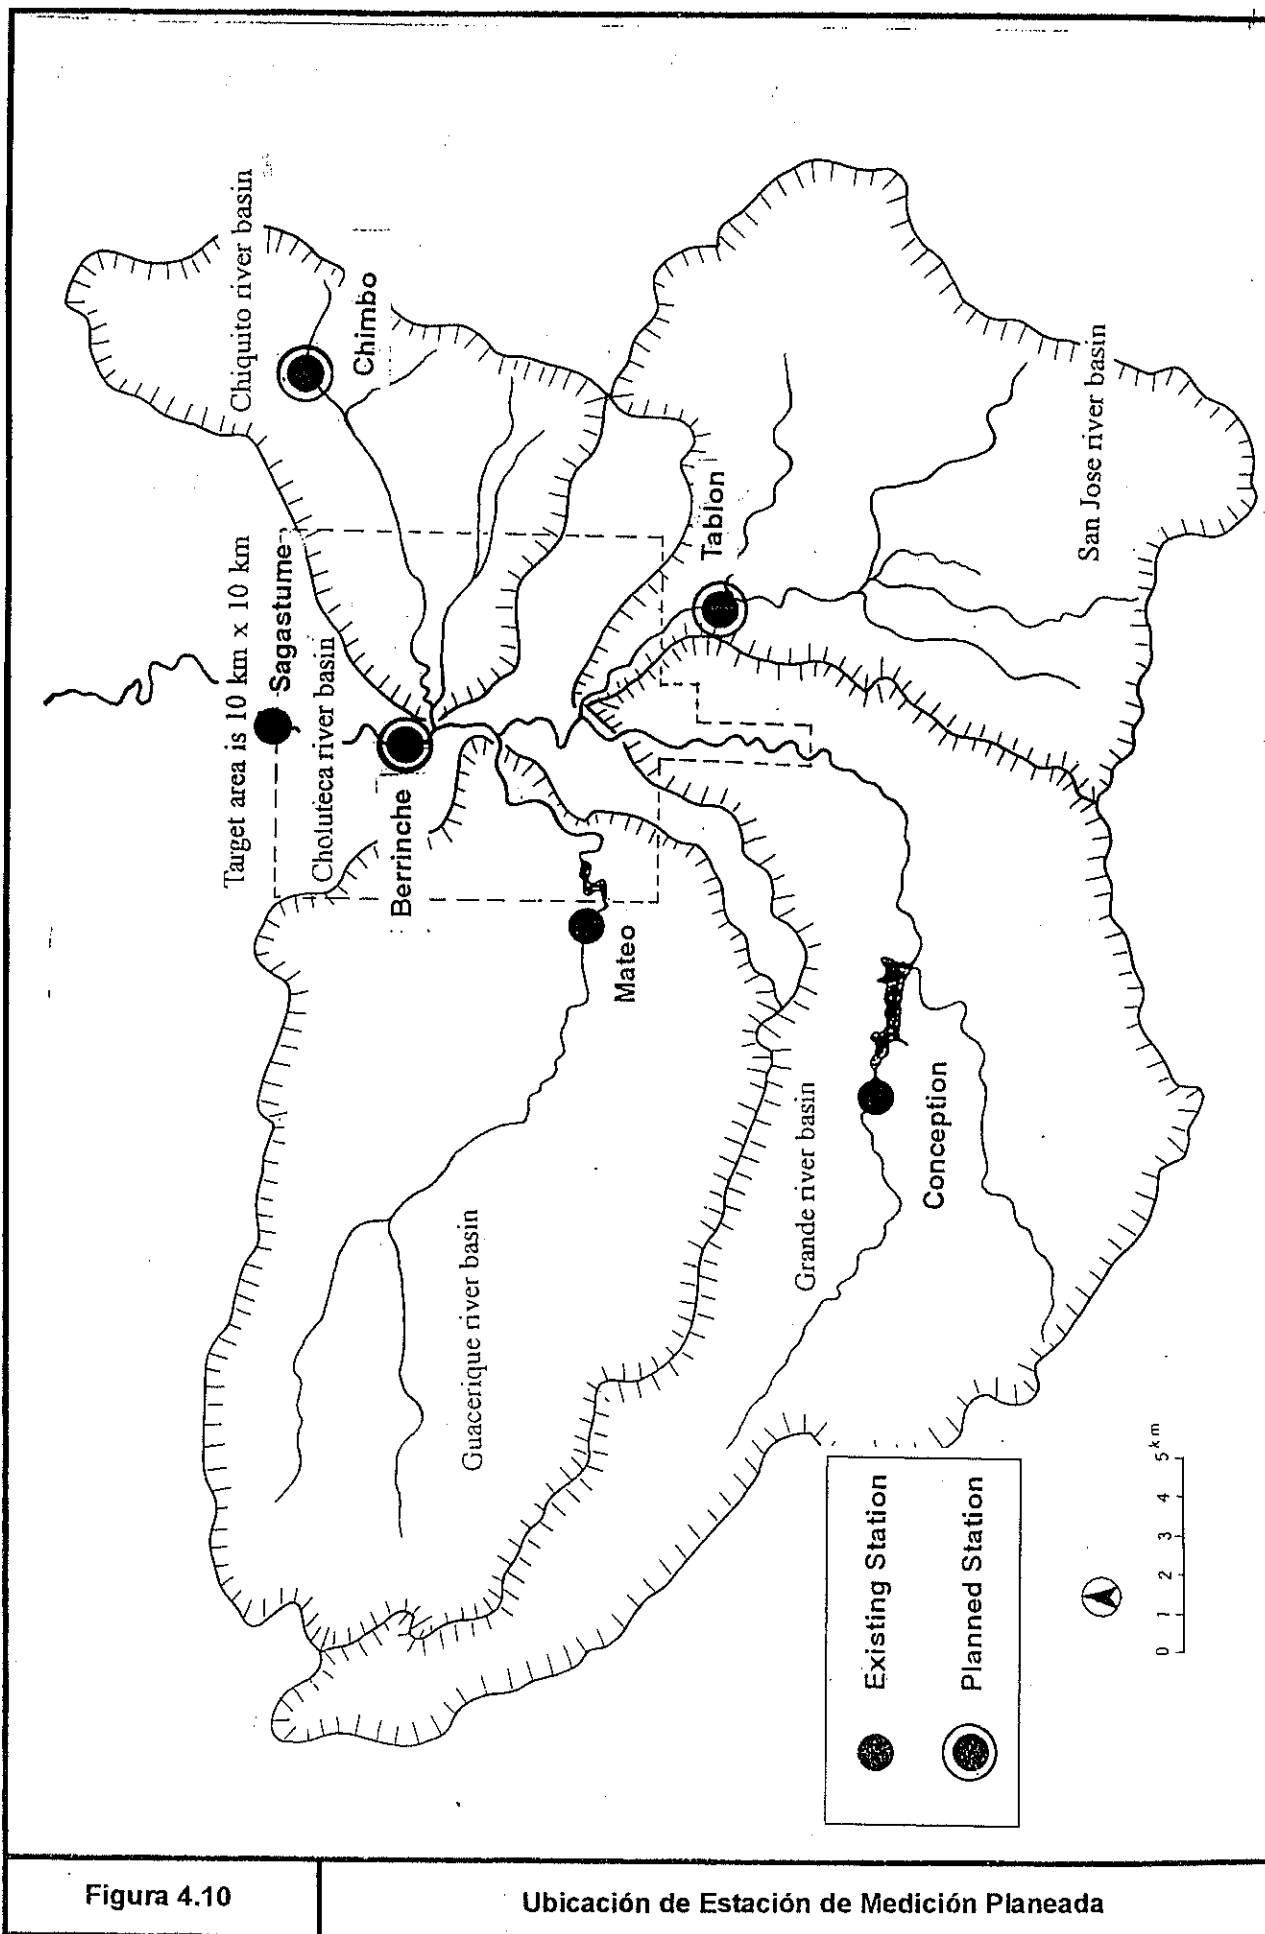 Target area is 10 km x 10 km
Sagastume
Choluteca river basin
Chiquito river basin
Chimbo
Berrinche
Mateo
Tablon
Guacerique river basin
Grande river basin
Conception
San Jose river basin
Existing Station
Planned Station
0 1 2 3 4 5 km
Figura 4.10
Ubicación de Estación de Medición Planeada